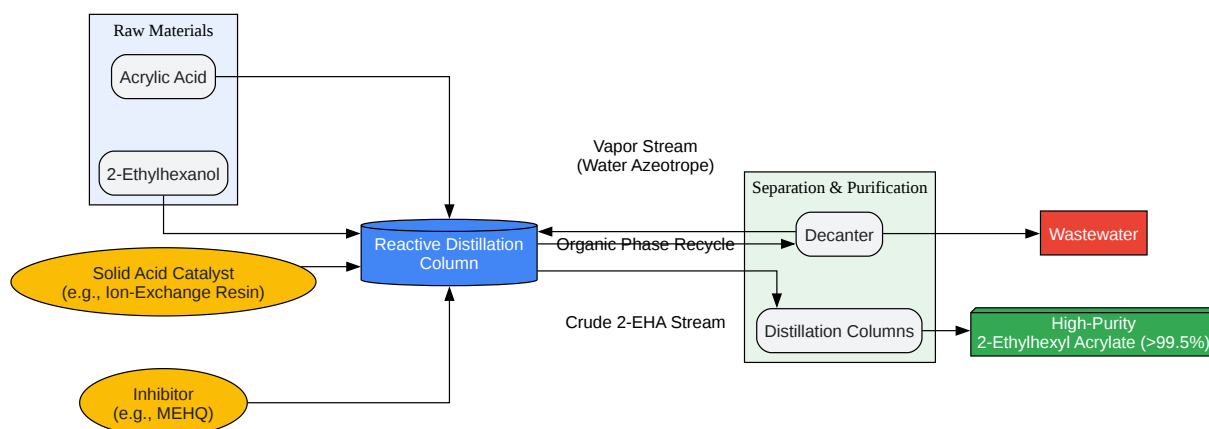 Raw Materials
Acrylic Acid
2-Ethylhexanol
Solid Acid Catalyst
(e.g., Ion-Exchange Resin)
Inhibitor
(e.g., MEHQ)
Reactive Distillation
Column
Vapor Stream
(Water Azeotrope)
Organic Phase Recycle
Crude 2-EHA Stream
Separation & Purification
Decanter
Distillation Columns
Wastewater
High-Purity
2-Ethylhexyl Acrylate (>99.5%)